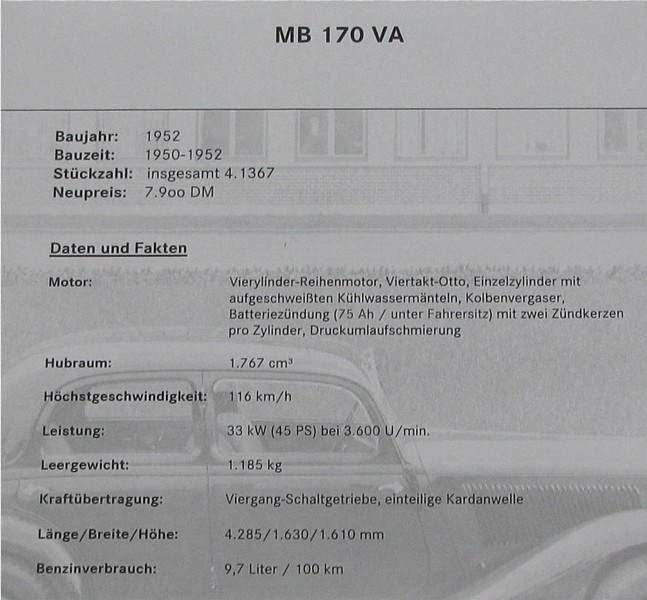 MB 170 VA
Baujahr: 1952
Bauzeit: 1950-1952
Stückzahl: insgesamt 4.1367
Neupreis: 7.9oo DM
Daten und Fakten
Motor: Vierylinder-Reihenmotor, Viertakt-Otto, Einzelzylinder mit
aufgeschweißten Kühlwassermänteln, Kolbenvergaser,
Batteriezündung (75 Ah / unter Fahrersitz) mit zwei Zündkerzen
pro Zylinder, Druckumlaufschmierung
Hubraum: 1.767 cm³
Höchstgeschwindigkeit: 116 km/h
Leistung: 33 kW (45 PS) bei 3.600 U/min.
Leergewicht: 1.185 kg
Kraftübertragung: Viergang-Schaltgetriebe, einteilige Kardanwelle
Länge/Breite/Höhe: 4.285/1.630/1.610 mm
Benzinverbrauch: 9,7 Liter / 100 km